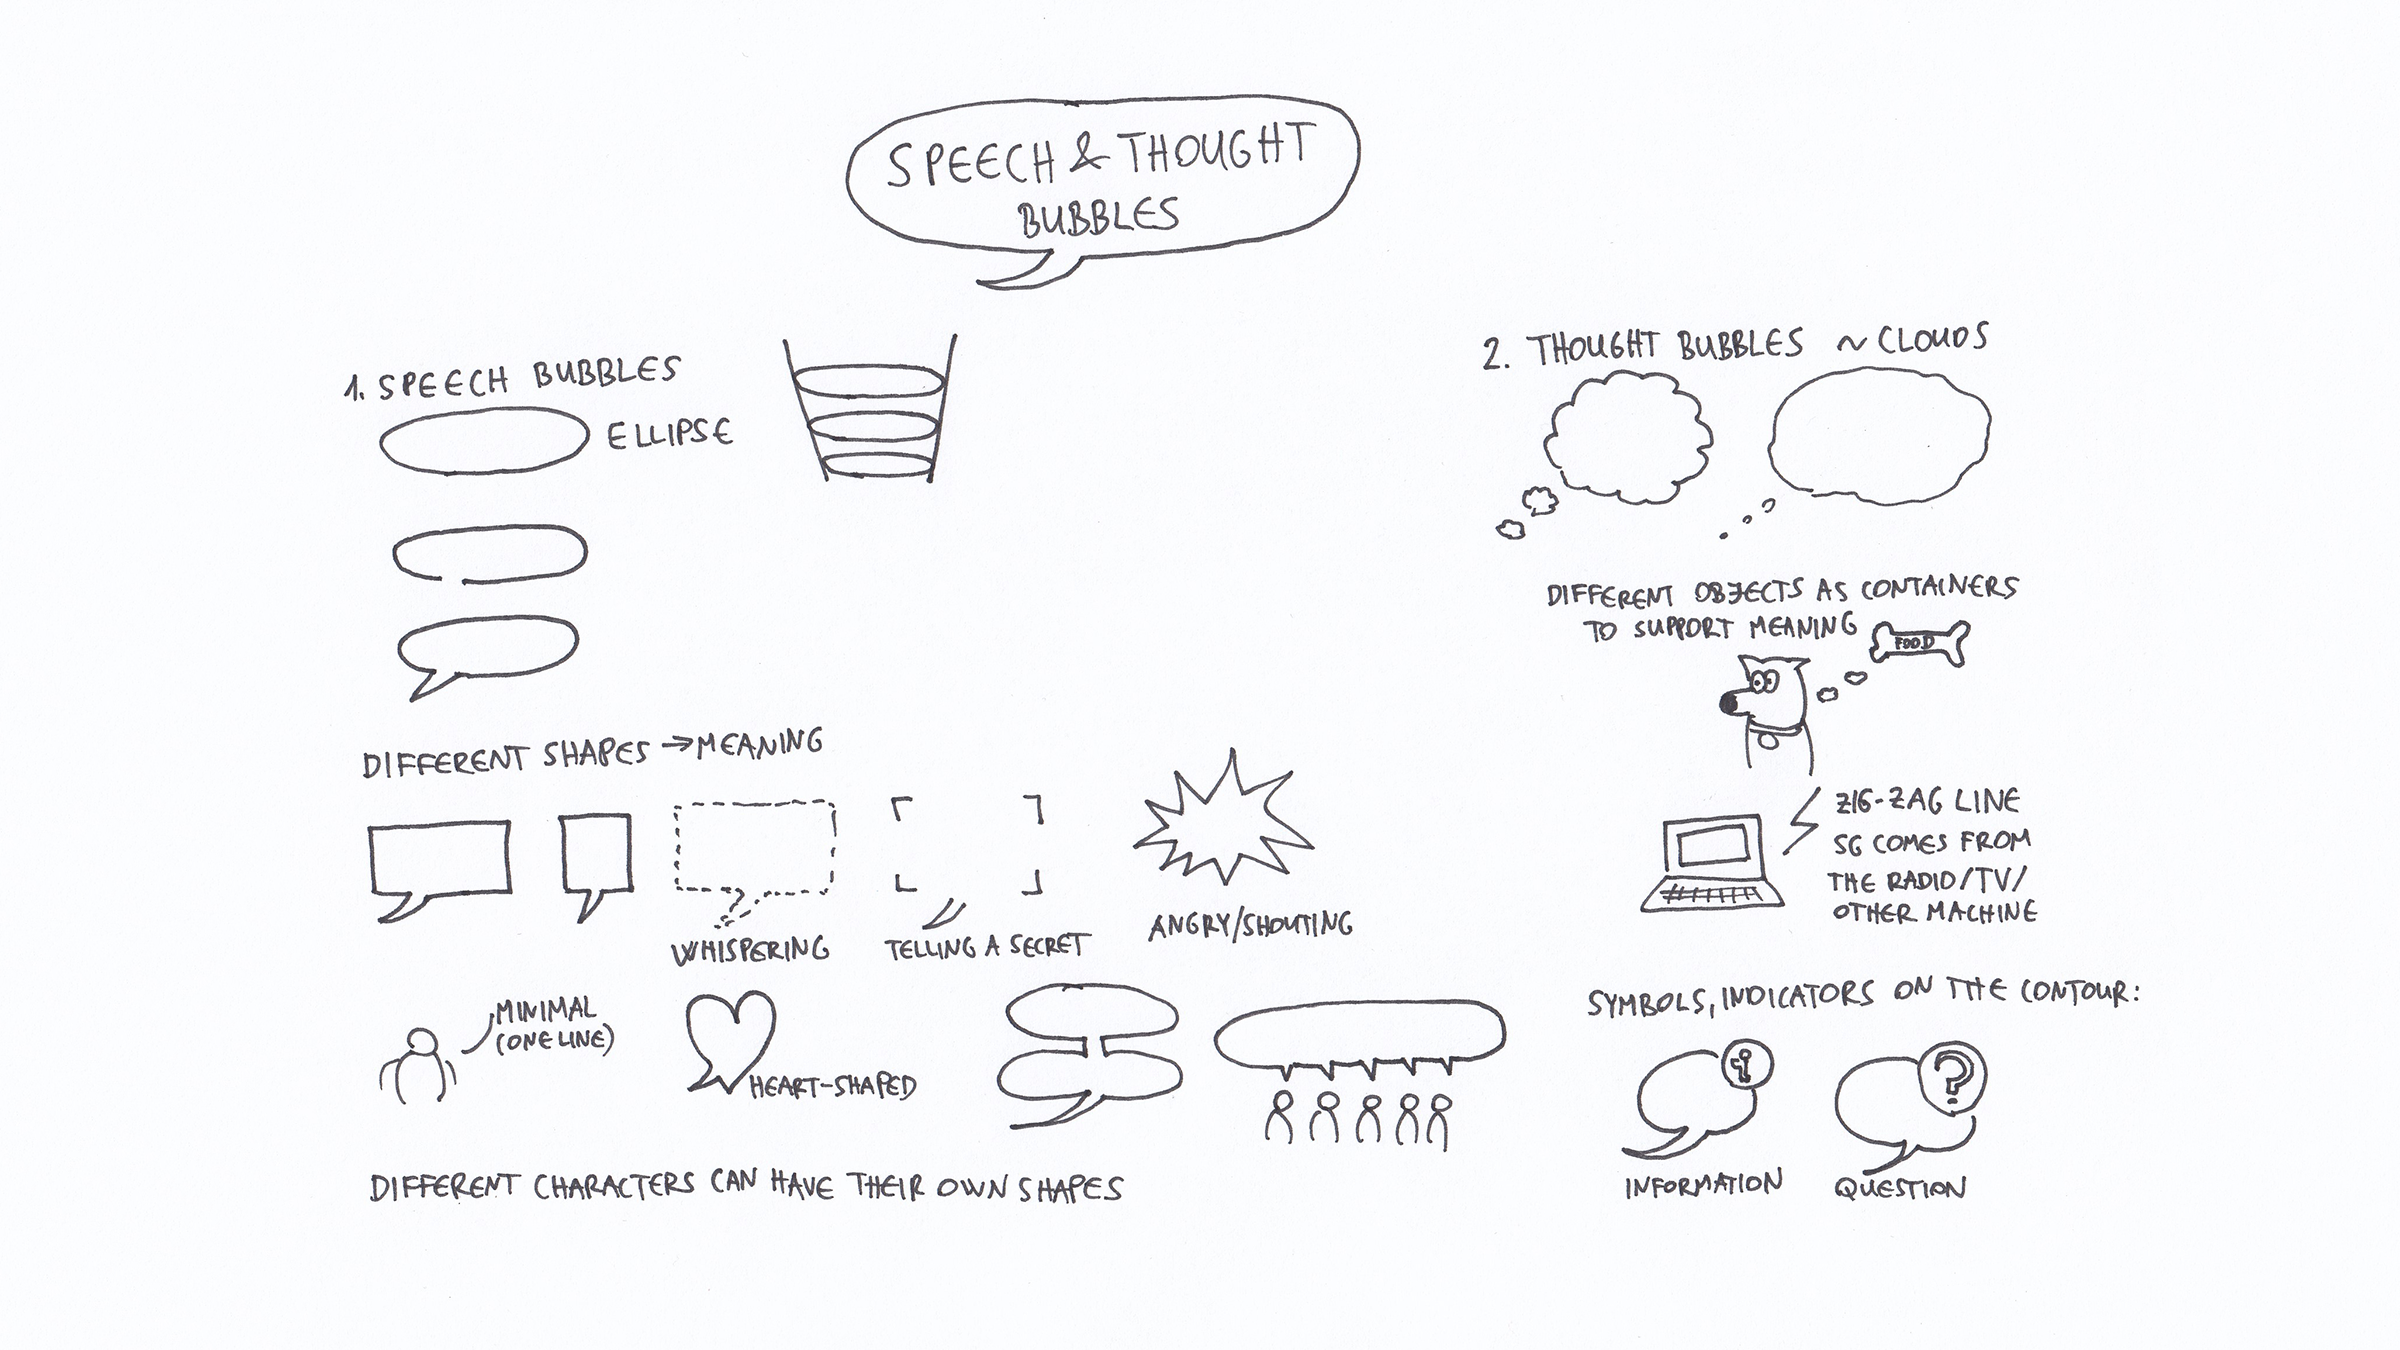 SPEECH & THOUGHT
BUBBLES
1. SPEECH BUBBLES
ELLIPSE
DIFFERENT SHAPES → MEANING
WHISPERING
TELLING A SECRET
ANGRY/SHOUTING
MINIMAL
(ONE LINE)
HEART-SHAPED
DIFFERENT CHARACTERS CAN HAVE THEIR OWN SHAPES
2. THOUGHT BUBBLES ~ CLOUDS
DIFFERENT OBJECTS AS CONTAINERS
TO SUPPORT MEANING
FOOD
ZIG-ZAG LINE
SG COMES FROM
THE RADIO/TV/
OTHER MACHINE
SYMBOLS, INDICATORS ON THE CONTOUR:
i
?
INFORMATION
QUESTION